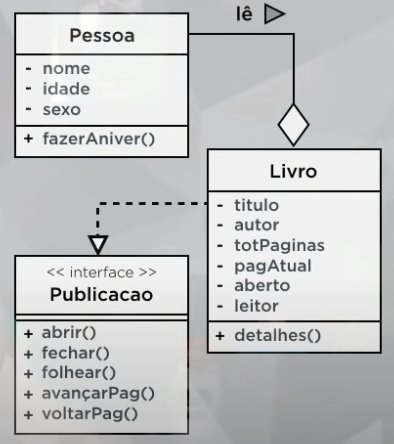 lê
Pessoa
- nome
- idade
- sexo
+ fazerAniver()
Livro
- titulo
- autor
- totPaginas
- pagAtual
- aberto
- leitor
+ detalhes()
<< interface >>
Publicacao
+ abrir()
+ fechar()
+ folhear()
+ avançarPag()
+ voltarPag()